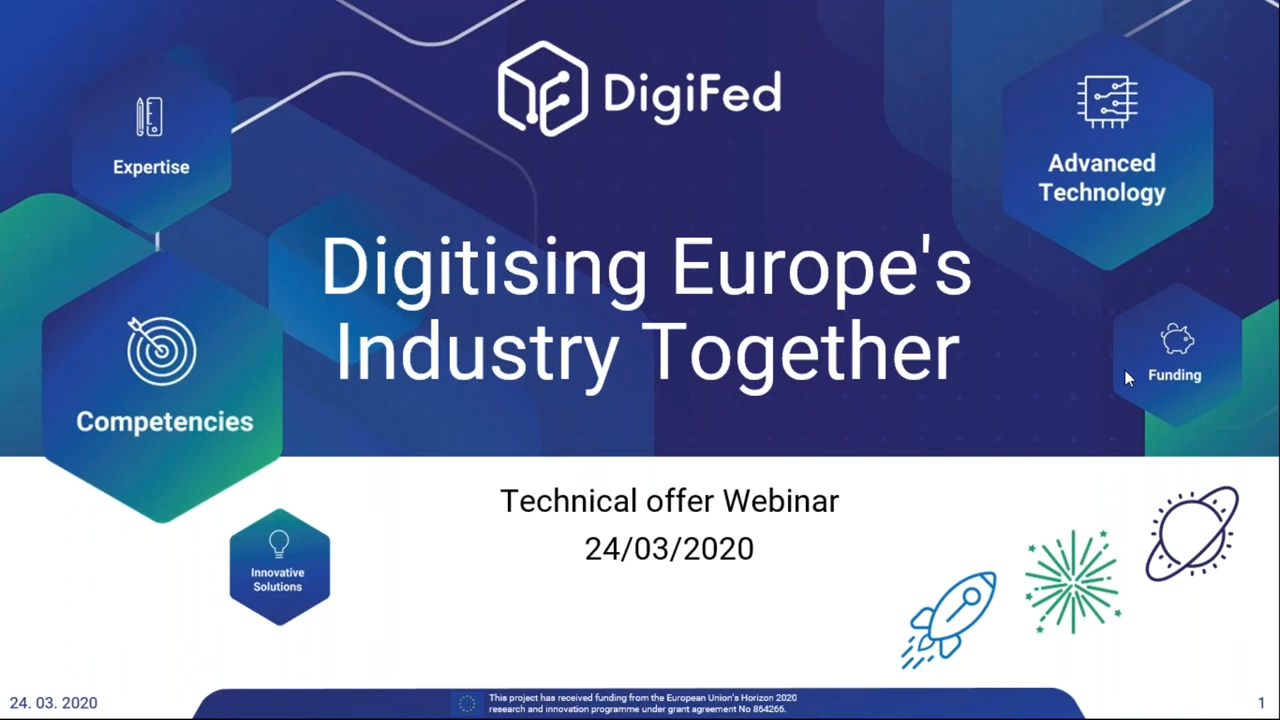 DigiFed
Expertise
Advanced
Technology
Digitising Europe's
Industry Together
Funding
Competencies
Technical offer Webinar
24/03/2020
Innovative
Solutions
24. 03. 2020
This project has received funding from the European Union's Horizon 2020
research and innovation programme under grant agreement No 864266.
1